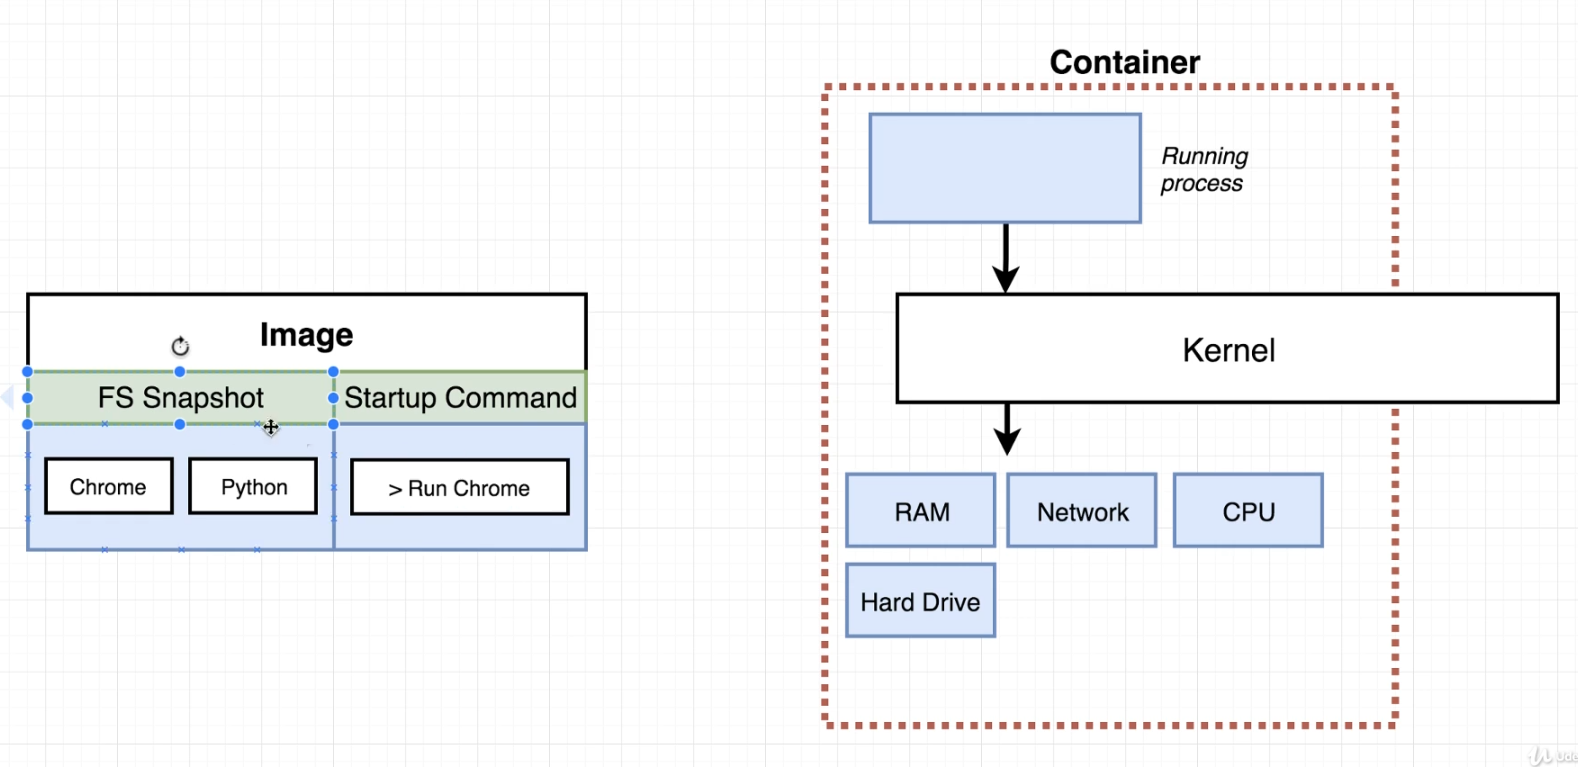 Container
Running
process
Image
Kernel
FS Snapshot
Startup Command
Chrome
Python
> Run Chrome
RAM
Network
CPU
Hard Drive